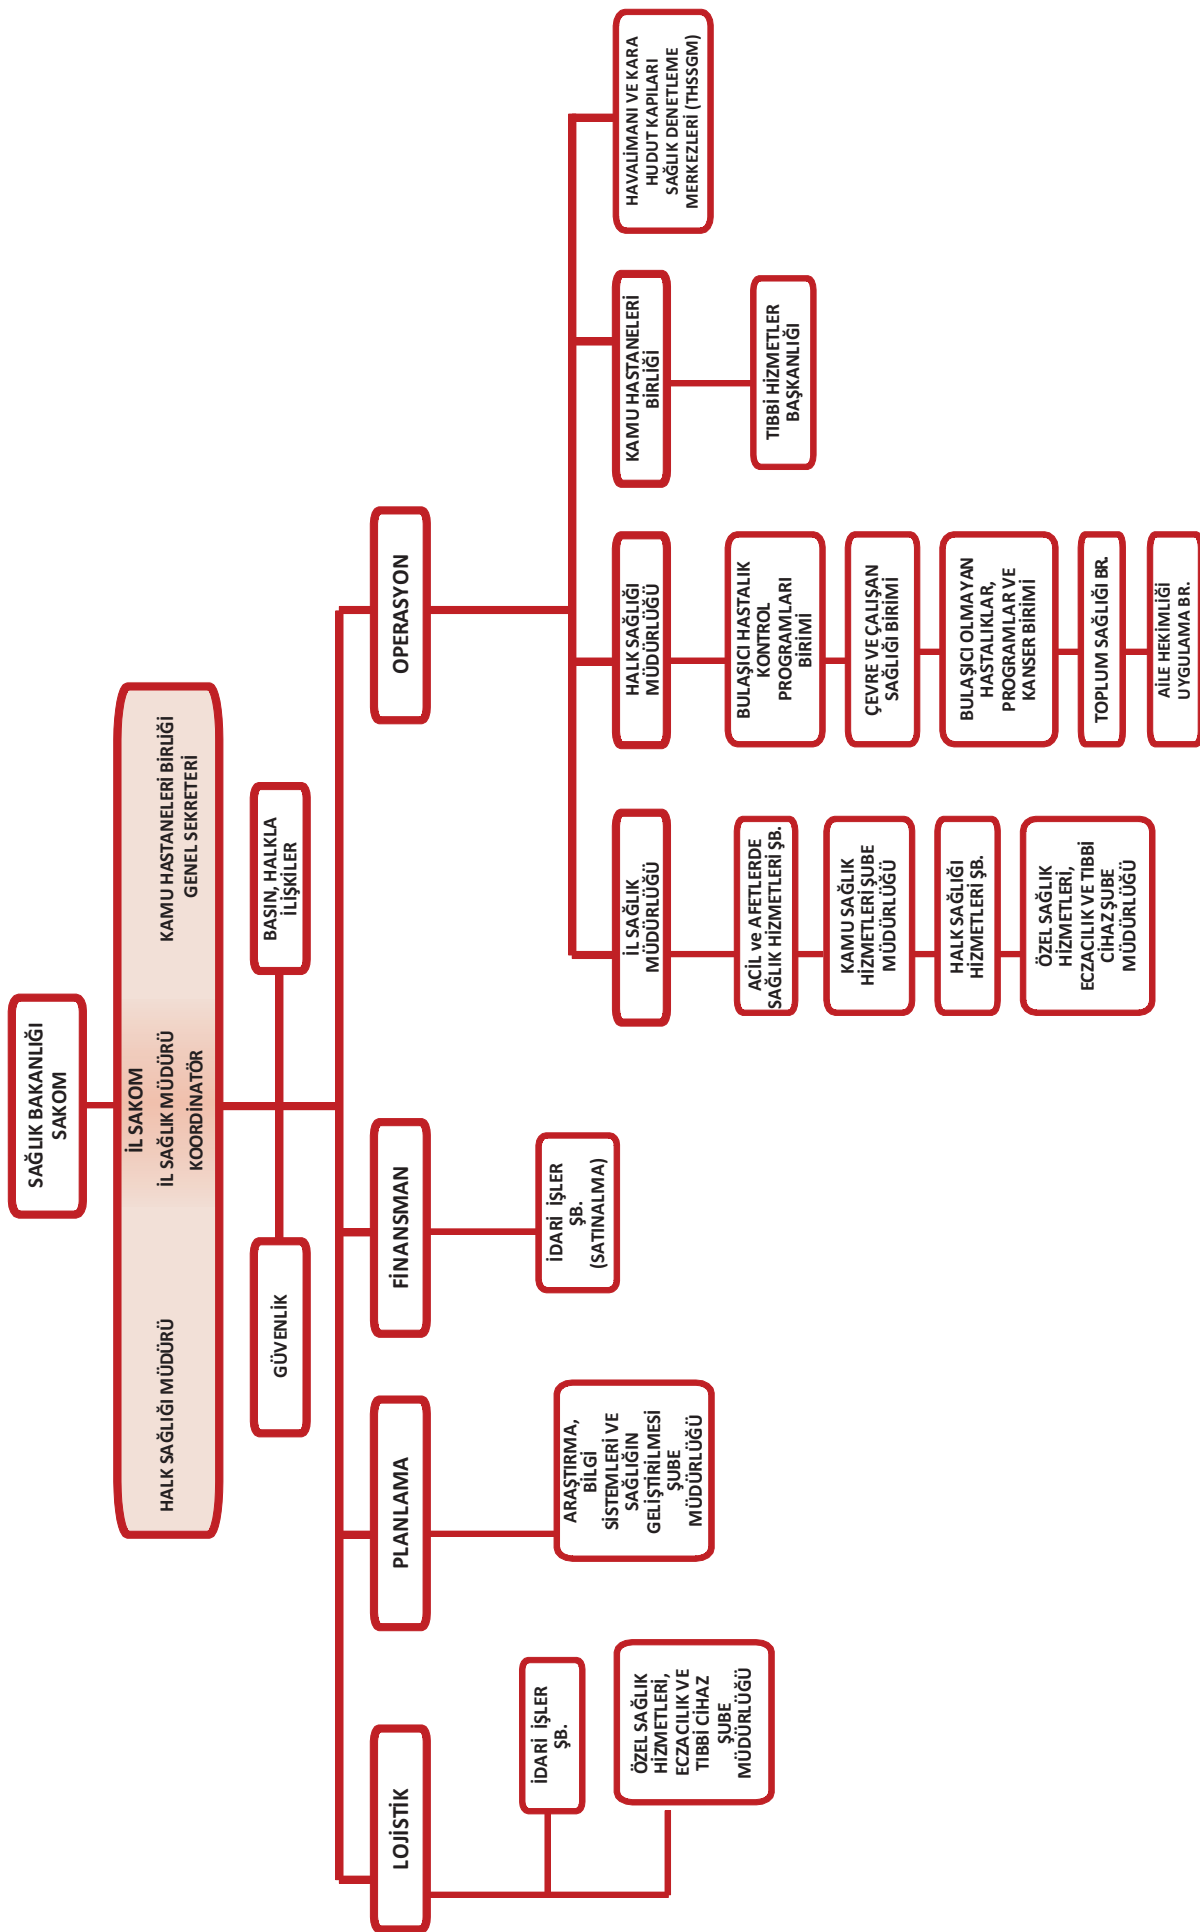 SAĞLIK BAKANLIĞI
SAKOM
İL SAKOM
HALK SAĞLIĞI MÜDÜRÜ
İL SAĞLIK MÜDÜRÜ
KOORDİNATÖR
KAMU HASTANELERİ BİRLİĞİ
GENEL SEKRETERİ
GÜVENLİK
BASIN, HALKLA
İLİŞKİLER
LOJİSTİK
PLANLAMA
FİNANSMAN
OPERASYON
İDARİ İŞLER
ŞB.
ÖZEL SAĞLIK
HİZMETLERİ,
ECZACILIK VE
TIBBİ CİHAZ
ŞUBE
MÜDÜRLÜĞÜ
ARAŞTIRMA,
BİLGİ
SİSTEMLERİ VE
SAĞLIĞIN
GELİŞTİRİLMESİ
ŞUBE
MÜDÜRLÜĞÜ
İDARİ İŞLER
ŞB.
(SATINALMA)
İL SAĞLIK
MÜDÜRLÜĞÜ
ACİL ve AFETLERDE
SAĞLIK HİZMETLERİ ŞB.
KAMU SAĞLIK
HİZMETLERİ ŞUBE
MÜDÜRLÜĞÜ
HALK SAĞLIĞI
HİZMETLERİ ŞB.
ÖZEL SAĞLIK
HİZMETLERİ,
ECZACILIK VE TIBBİ
CİHAZ ŞUBE
MÜDÜRLÜĞÜ
HALK SAĞLIĞI
MÜDÜRLÜĞÜ
BULAŞICI HASTALIK
KONTROL
PROGRAMLARI
BİRİMİ
ÇEVRE VE ÇALIŞAN
SAĞLIĞI BİRİMİ
BULAŞICI OLMAYAN
HASTALIKLAR,
PROGRAMLAR VE
KANSER BİRİMİ
TOPLUM SAĞLIĞI BR.
AİLE HEKİMLİĞİ
UYGULAMA BR.
KAMU HASTANELERİ
BİRLİĞİ
TIBBİ HİZMETLER
BAŞKANLIĞI
HAVALİMANI VE KARA
HUDUT KAPILARI
SAĞLIK DENETLEME
MERKEZLERİ (THSSGM)